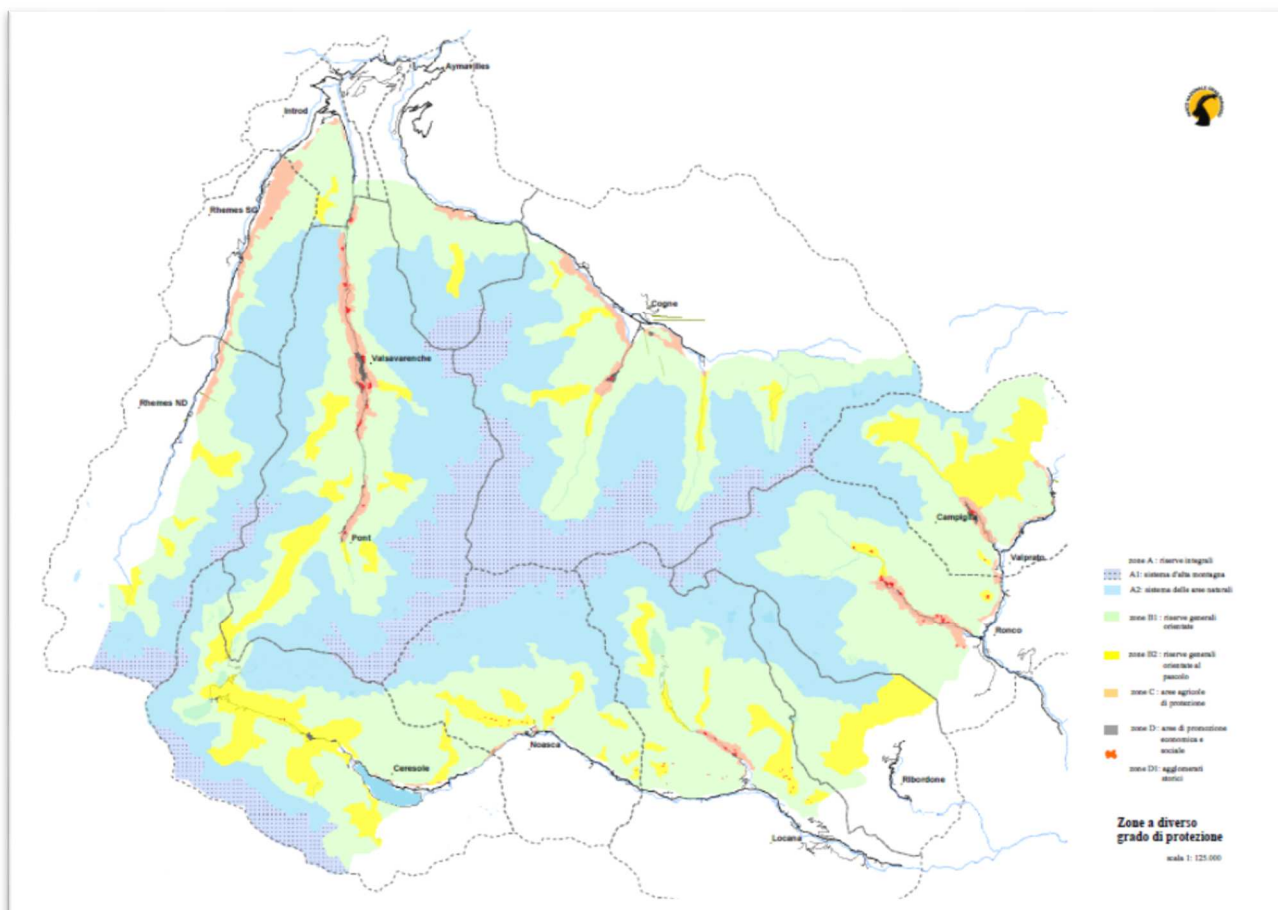 Aymavilles
Introd
Rhemes SG
Cogne
Valsavarenche
Rhemes ND
Campiglia
Pont
Valprato
Ronco
Noasca
Ceresole
Ribordone
Locana
zone A : riserve integrali
A1: sistema d'alta montagna
A2: sistema delle aree naturali
zone B1 : riserve generali
orientate
zone B2 : riserve generali
orientate al
pascolo
zone C : aree agricole
di protezione
zone D : aree di promozione
economica e
sociale
zone D1: agglomerati
storici
Zone a diverso
grado di protezione
scala 1: 125.000